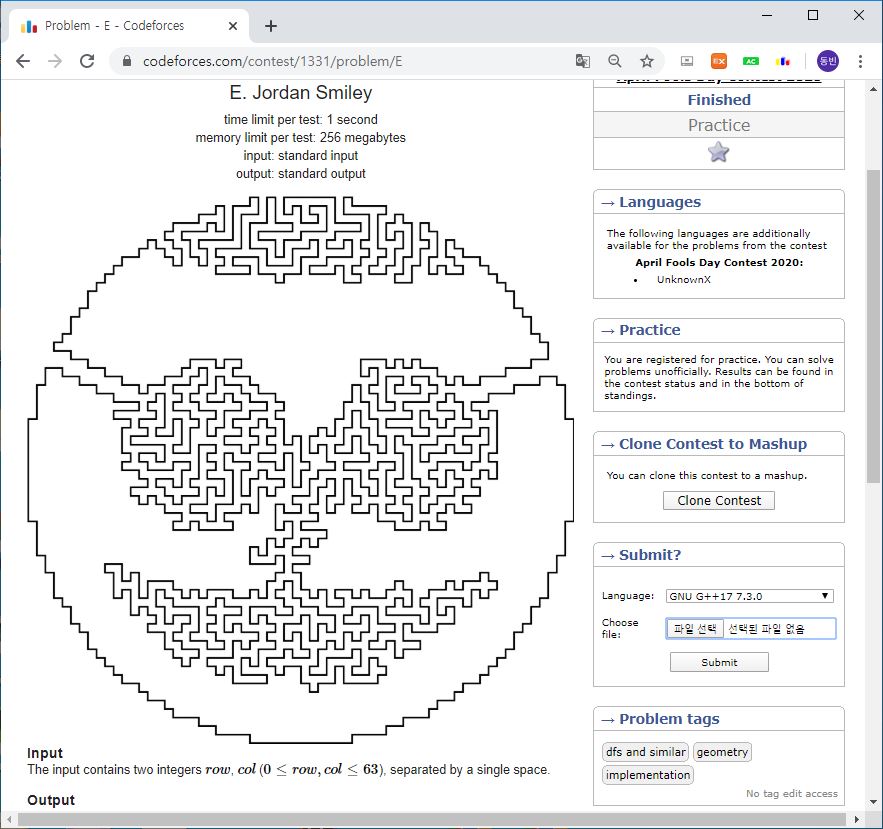 Problem - E - Codeforces
codeforces.com/contest/1331/problem/E
동빈
E. Jordan Smiley
time limit per test: 1 second
memory limit per test: 256 megabytes
input: standard input
output: standard output
Input
The input contains two integers row, col (0 ≤ row, col ≤ 63), separated by a single space.
Output
April Fools Day Contest 2020
Finished
Practice
→ Languages
The following languages are additionally
available for the problems from the contest
April Fools Day Contest 2020:
• UnknownX
→ Practice
You are registered for practice. You can solve
problems unofficially. Results can be found in
the contest status and in the bottom of
standings.
→ Clone Contest to Mashup
You can clone this contest to a mashup.
Clone Contest
→ Submit?
Language: GNU G++17 7.3.0
Choose
file: 파일 선택 선택된 파일 없음
Submit
→ Problem tags
dfs and similar geometry
implementation
No tag edit access